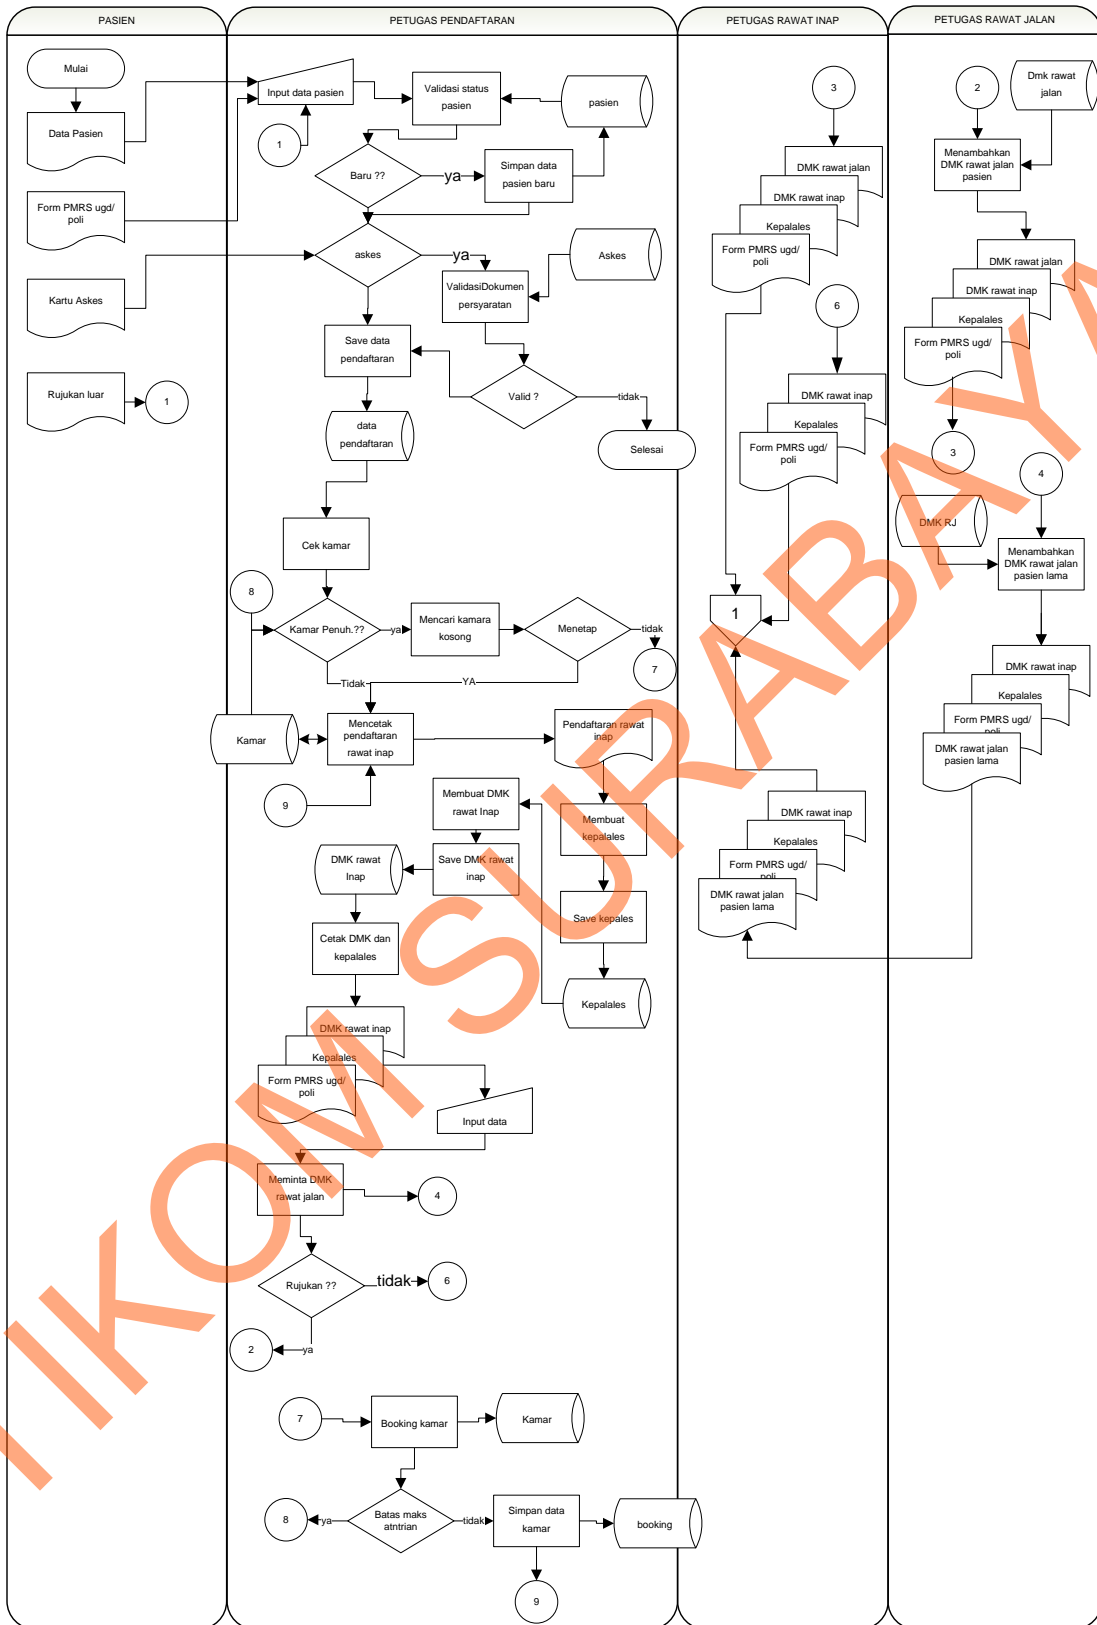 PASIEN
PETUGAS PENDAFTARAN
PETUGAS RAWAT INAP
PETUGAS RAWAT JALAN
Mulai
Data Pasien
Form PMRS ugd/
poli
Kartu Askes
Rujukan luar
1
Input data pasien
1
Validasi status
pasien
pasien
Baru ??
ya
Simpan data
pasien baru
askes
ya
ValidasiDokumen
persyaratan
Askes
Save data
pendaftaran
Valid ?
tidak
Selesai
data
pendaftaran
Cek kamar
8
Kamar Penuh.??
ya
Mencari kamara
kosong
Menetap
tidak
7
Tidak
YA
Kamar
Mencetak
pendaftaran
rawat inap
Pendaftaran rawat
inap
9
Membuat DMK
rawat Inap
Membuat
kepalales
DMK rawat
Inap
Save DMK rawat
inap
Save kepales
Cetak DMK dan
kepalales
Kepalales
DMK rawat inap
Kepalales
Form PMRS ugd/
poli
Input data
Meminta DMK
rawat jalan
4
Rujukan ??
tidak
6
ya
2
7
Booking kamar
Kamar
8
ya
Batas maks
atntrian
tidak
Simpan data
kamar
booking
9
3
DMK rawat jalan
DMK rawat inap
Kepalales
Form PMRS ugd/
poli
6
DMK rawat inap
Kepalales
Form PMRS ugd/
poli
1
DMK rawat inap
Kepalales
Form PMRS ugd/
poli
DMK rawat jalan
pasien lama
2
Dmk rawat
jalan
Menambahkan
DMK rawat jalan
pasien
DMK rawat jalan
DMK rawat inap
Kepalales
Form PMRS ugd/
poli
3
4
DMK RJ
Menambahkan
DMK rawat jalan
pasien lama
DMK rawat inap
Kepalales
Form PMRS ugd/
poli
DMK rawat jalan
pasien lama
IKOM SURABAYA